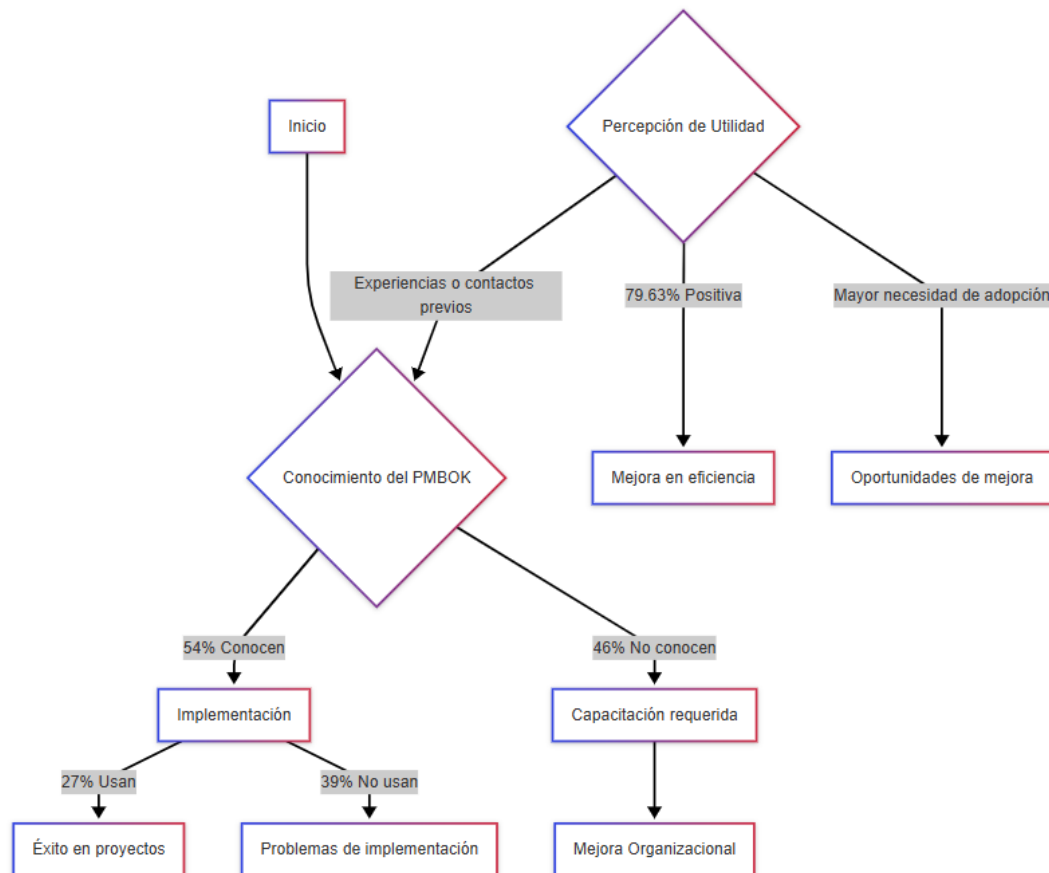 Percepción de Utilidad
Inicio
Experiencias o contactos
previos
79.63% Positiva
Mayor necesidad de adopción
Conocimiento del PMBOK
Mejora en eficiencia
Oportunidades de mejora
54% Conocen
46% No conocen
Implementación
Capacitación requerida
27% Usan
39% No usan
Éxito en proyectos
Problemas de implementación
Mejora Organizacional